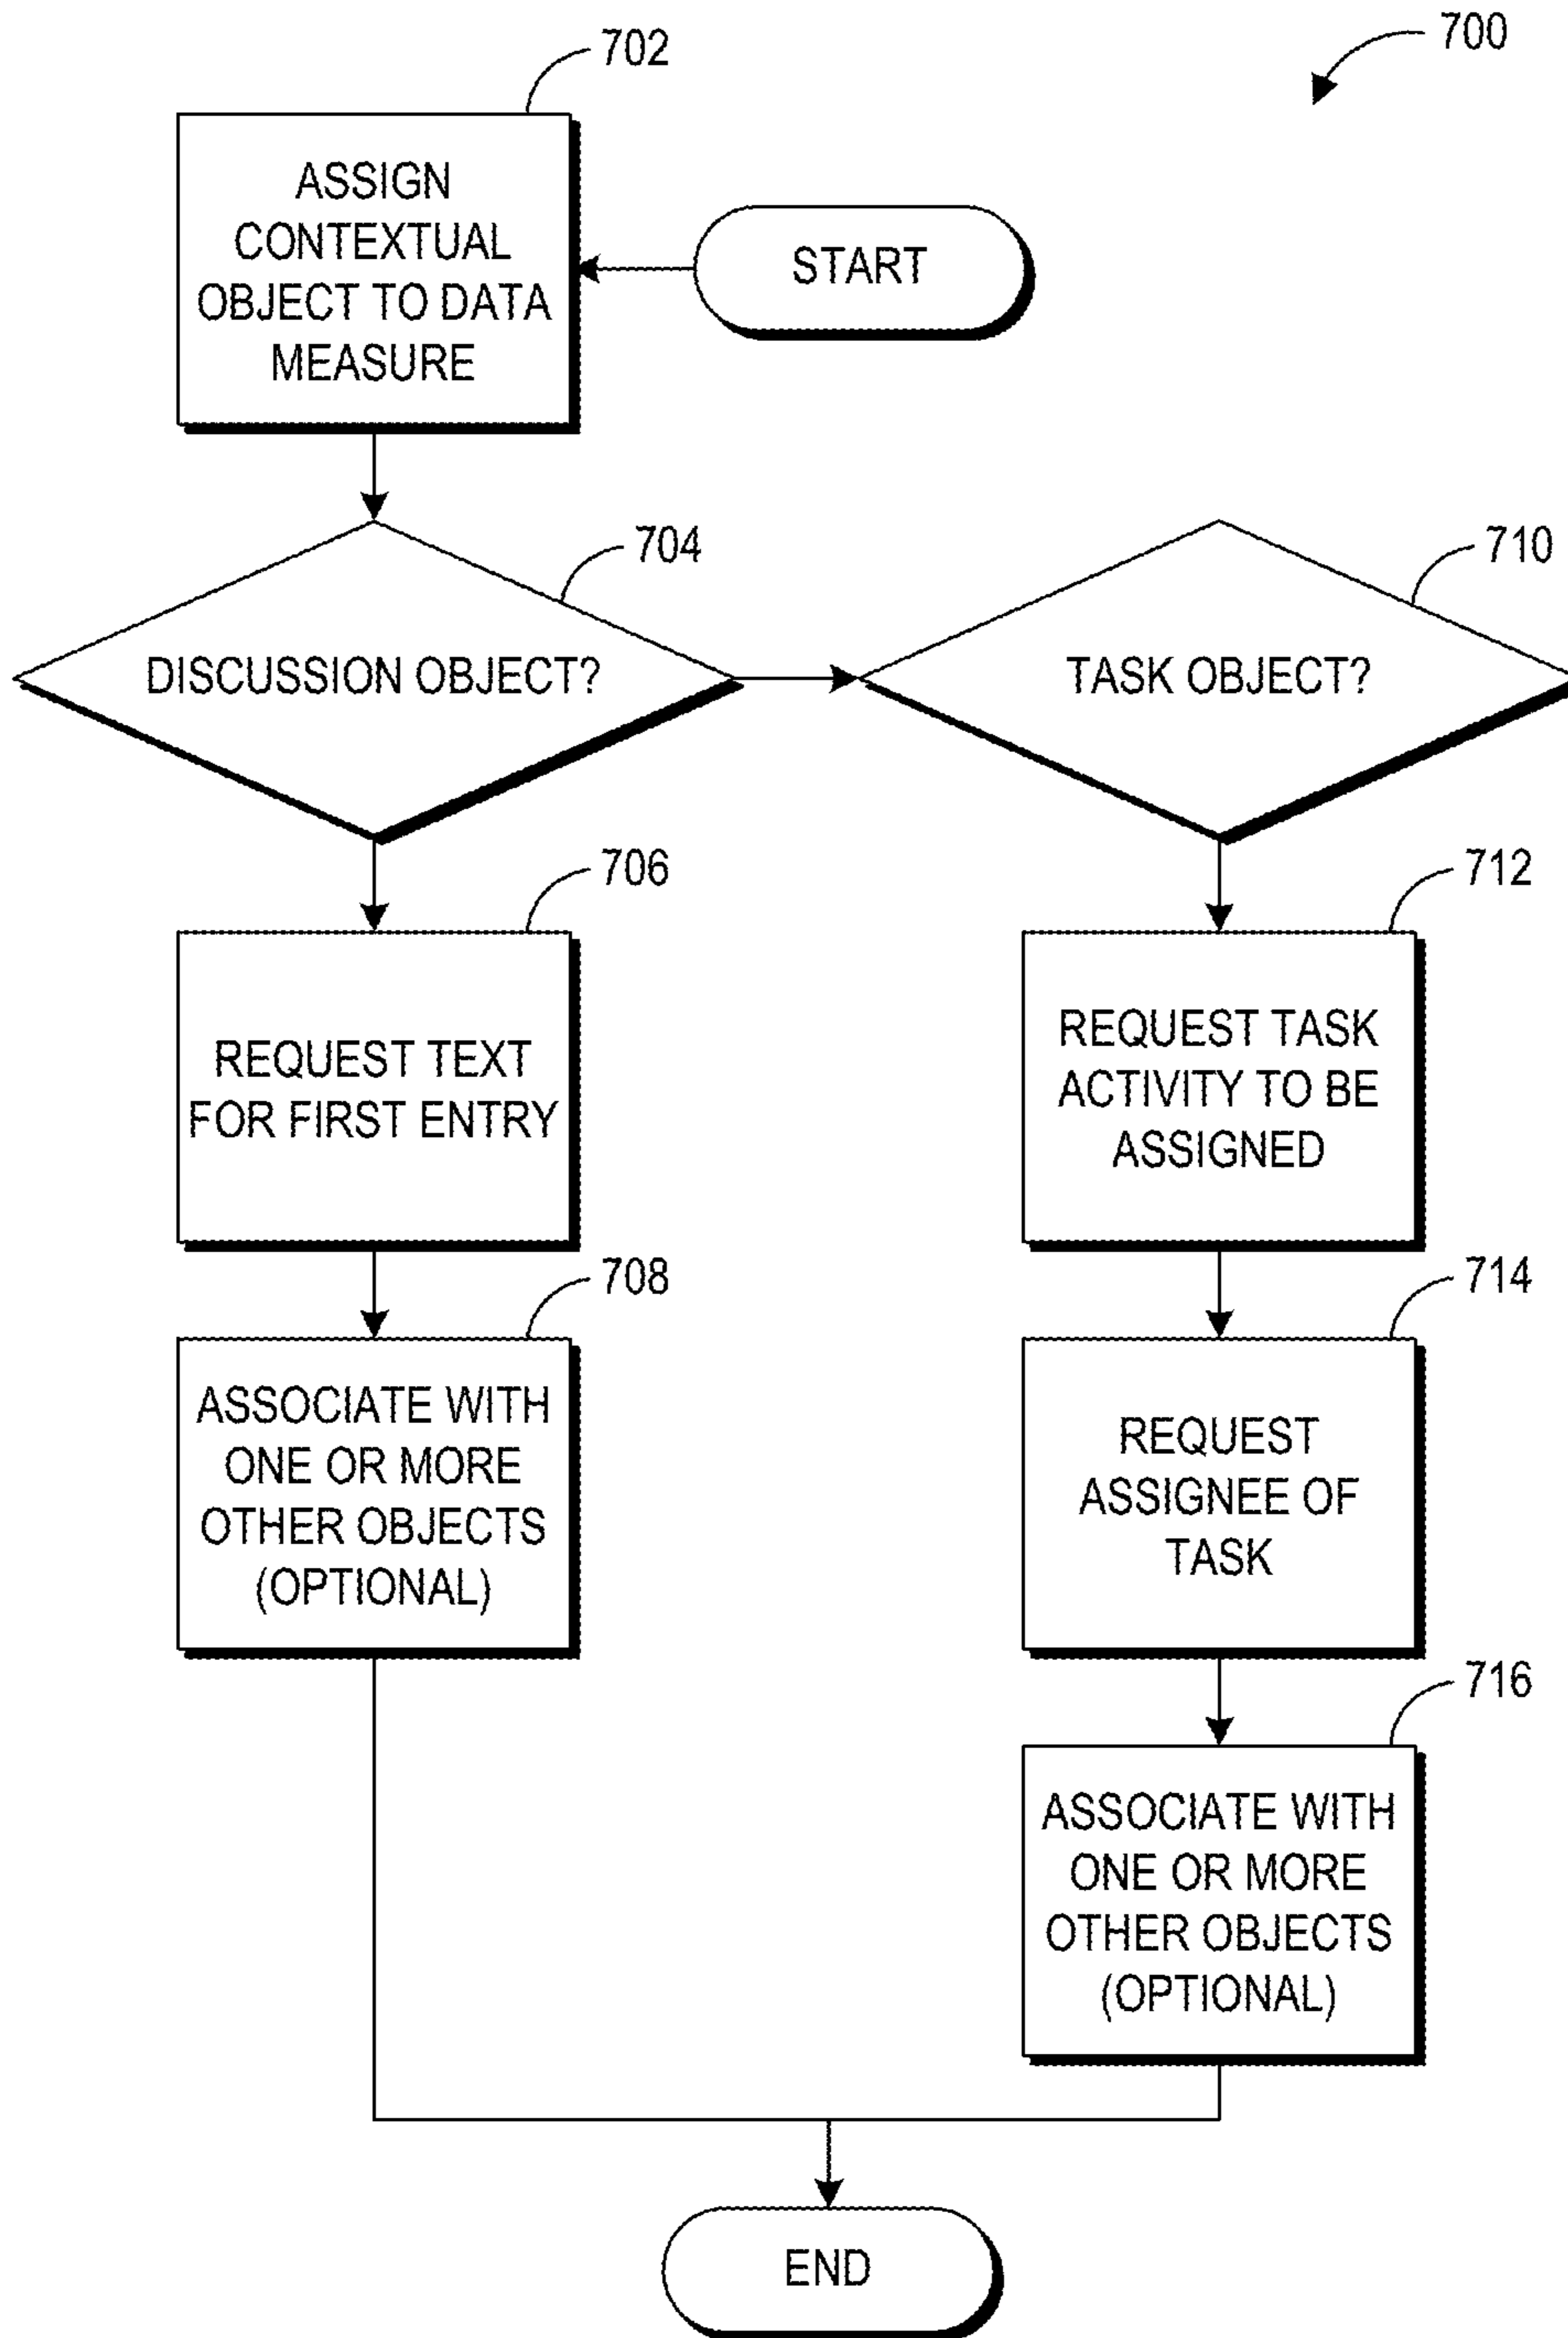 700
702
ASSIGN
CONTEXTUAL
OBJECT TO DATA
MEASURE
START
704
DISCUSSION OBJECT?
710
TASK OBJECT?
706
REQUEST TEXT
FOR FIRST ENTRY
708
ASSOCIATE WITH
ONE OR MORE
OTHER OBJECTS
(OPTIONAL)
712
REQUEST TASK
ACTIVITY TO BE
ASSIGNED
714
REQUEST
ASSIGNEE OF
TASK
716
ASSOCIATE WITH
ONE OR MORE
OTHER OBJECTS
(OPTIONAL)
END